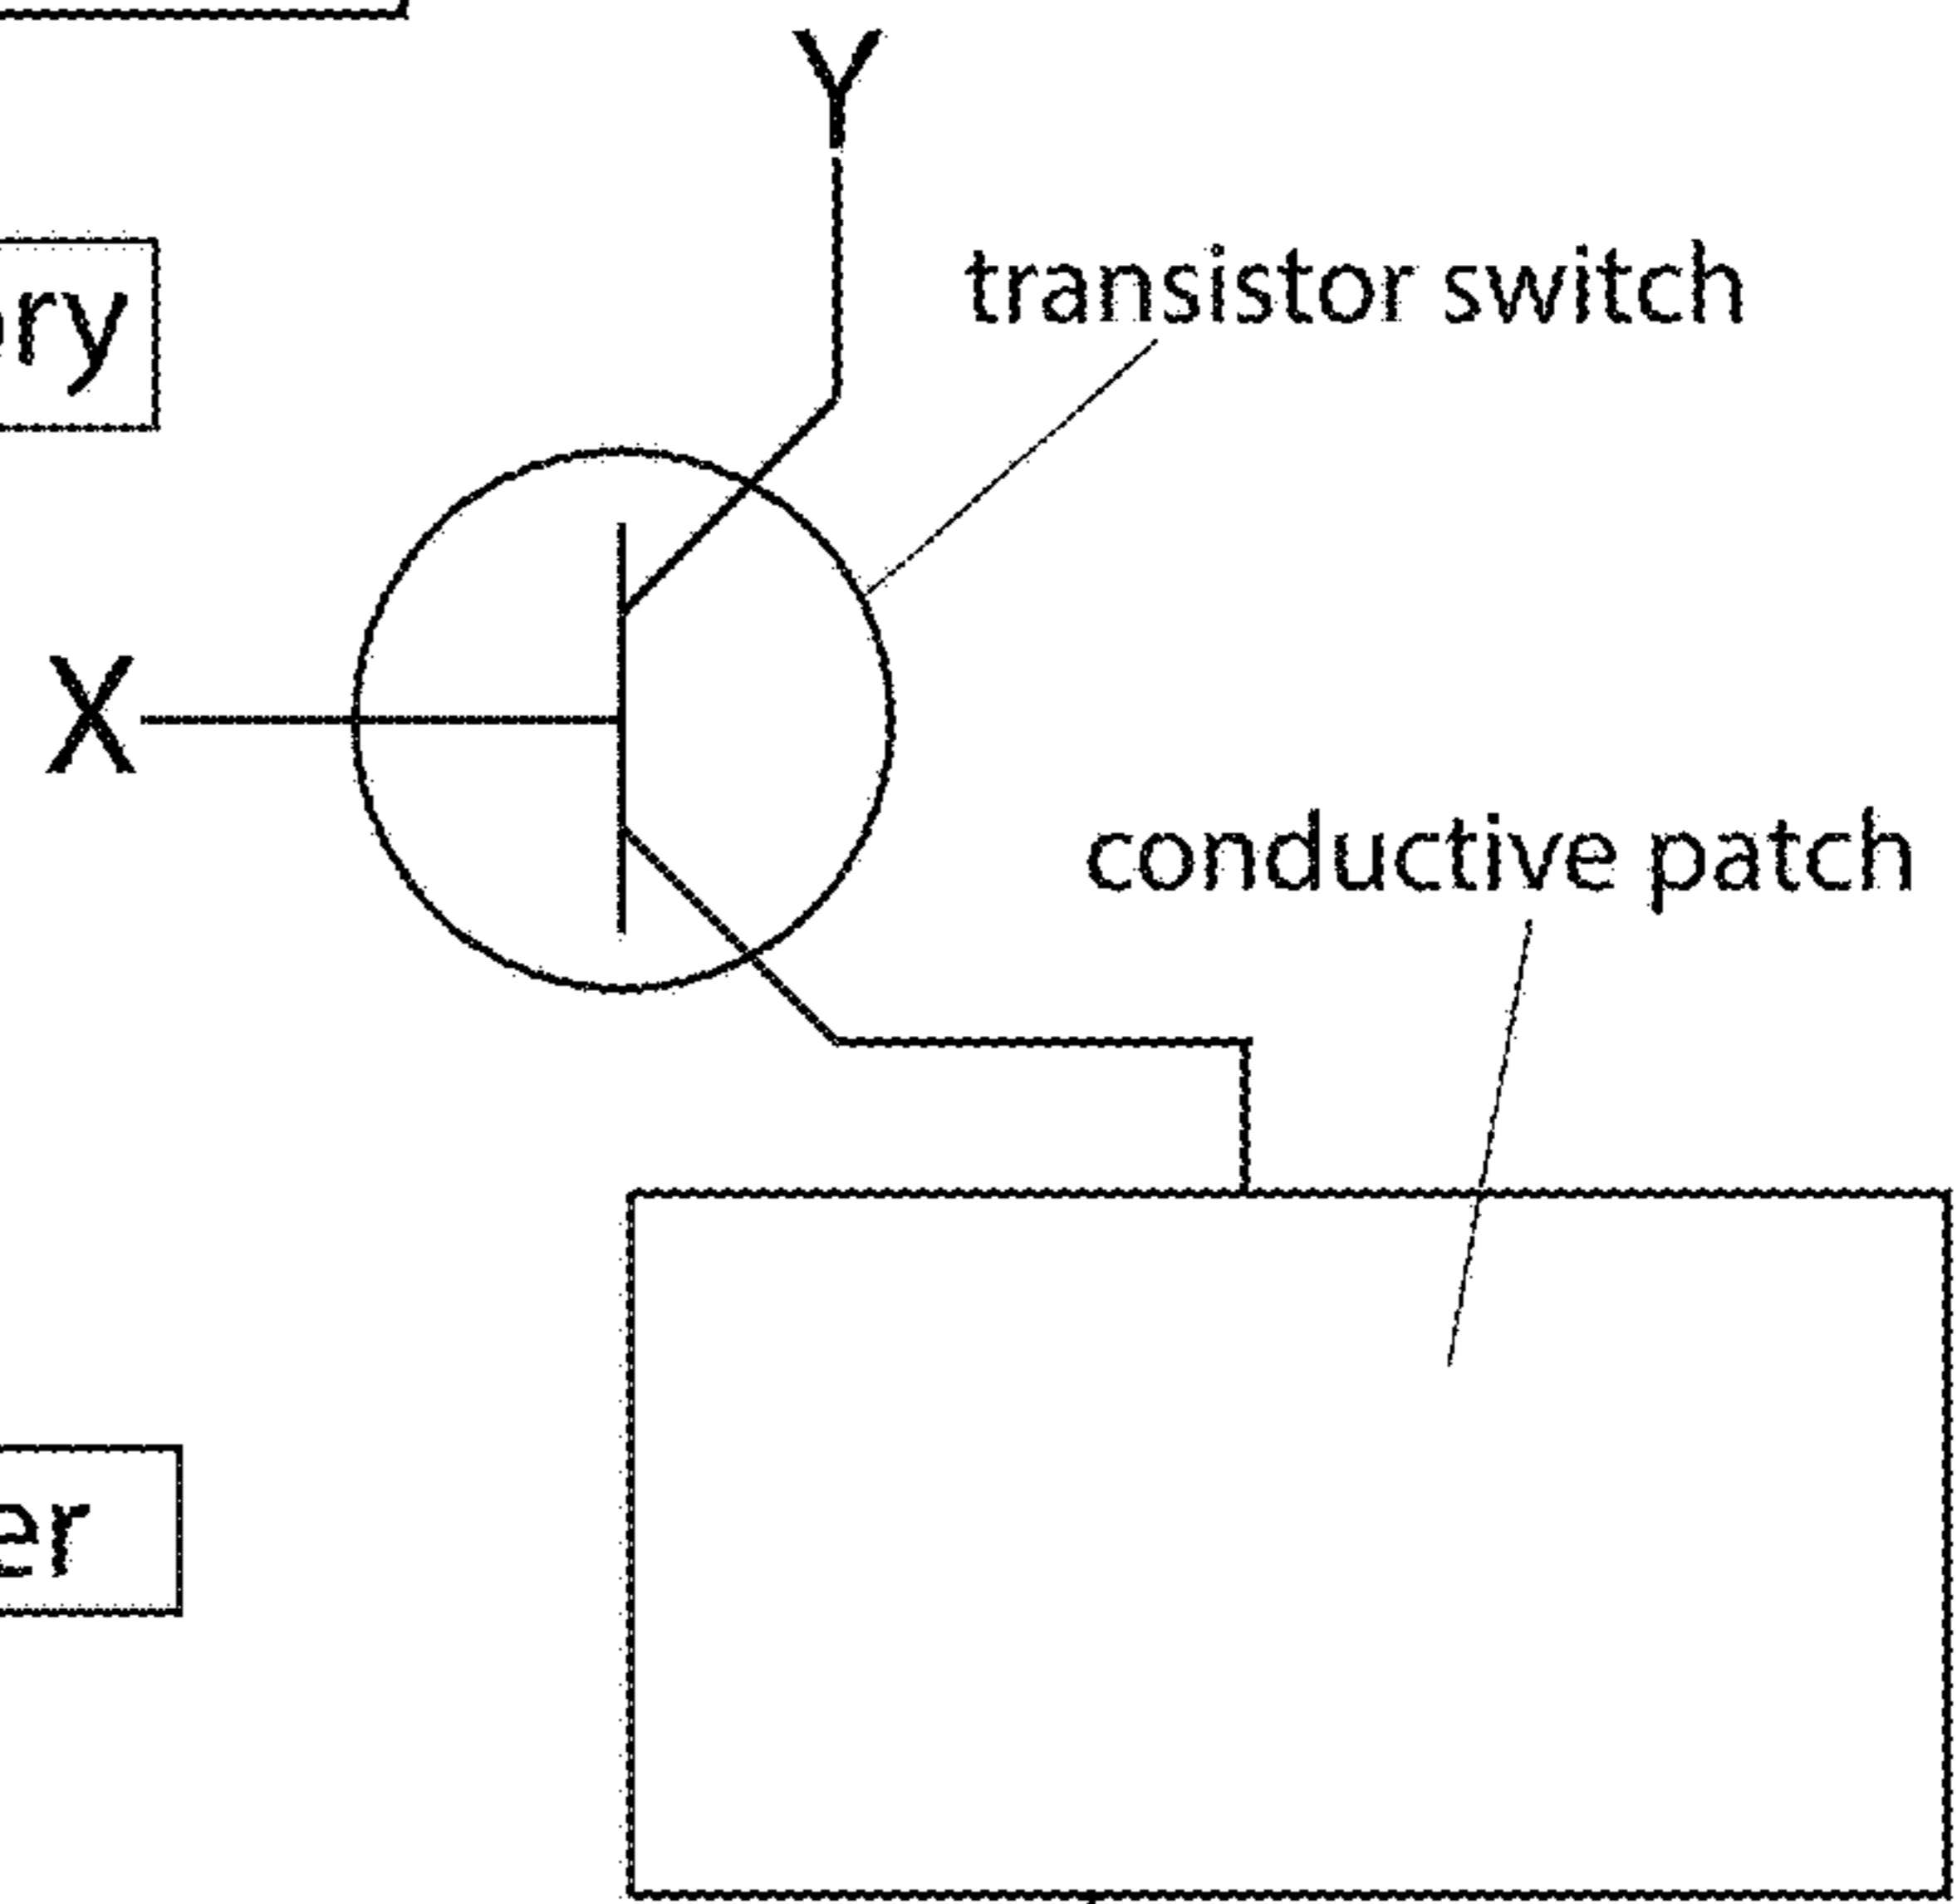 Y
transistor switch
ry
X
conductive patch
er